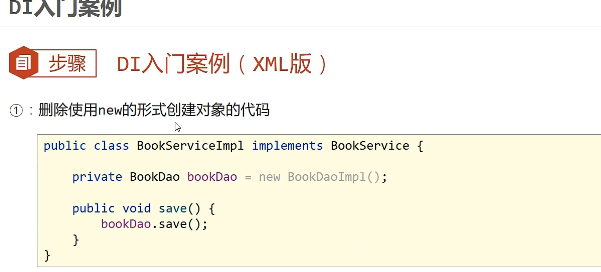 DI入门案例
步骤 DI入门案例（XML版）
①：删除使用new的形式创建对象的代码
public class BookServiceImpl implements BookService {
private BookDao bookDao = new BookDaoImpl();
public void save() {
bookDao.save();
}
}